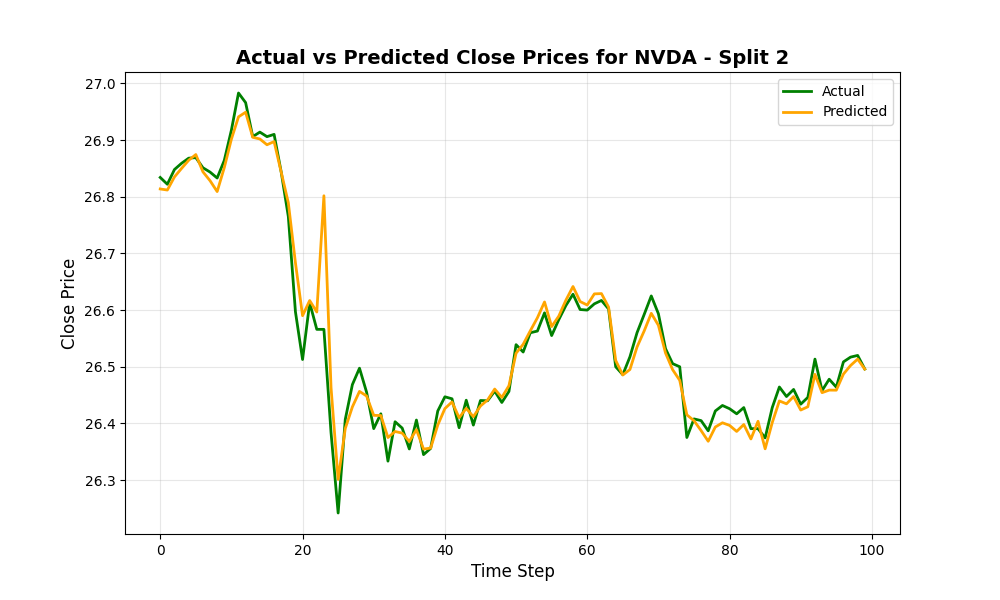 Actual vs Predicted Close Prices for NVDA - Split 2
Actual
Predicted
Close Price
27.0
26.9
26.8
26.7
26.6
26.5
26.4
26.3
0 20 40 60 80 100
Time Step